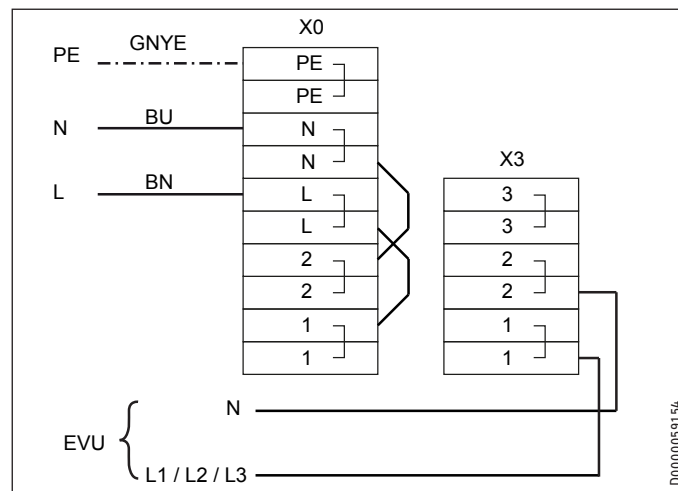 X0
PE GNYE PE
PE
N BU N
N
L BN L
L
2
2
1
1
X3
3
3
2
2
1
1
EVU
N
L1 / L2 / L3
D0000059154